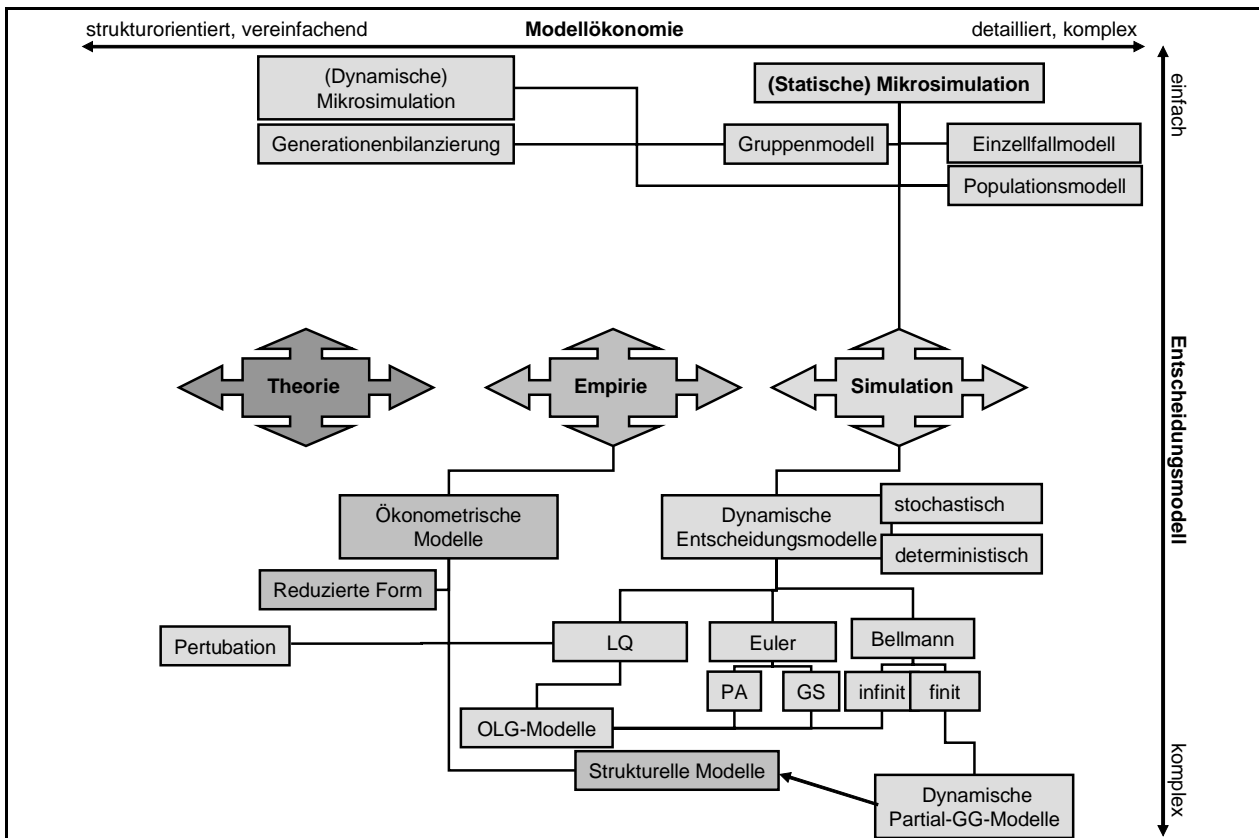 strukturorientiert, vereinfachend
Modellökonomie
detailliert, komplex
(Dynamische)
Mikrosimulation
(Statische) Mikrosimulation
einfach
Generationenbilanzierung
Gruppenmodell
Einzellfallmodell
Populationsmodell
Theorie
Empirie
Simulation
Entscheidungsmodell
Ökonometrische
Modelle
Dynamische
Entscheidungsmodelle
stochastisch
deterministisch
Reduzierte Form
Pertubation
LQ
Euler
Bellmann
PA
GS
infinit
finit
OLG-Modelle
Strukturelle Modelle
Dynamische
Partial-GG-Modelle
komplex